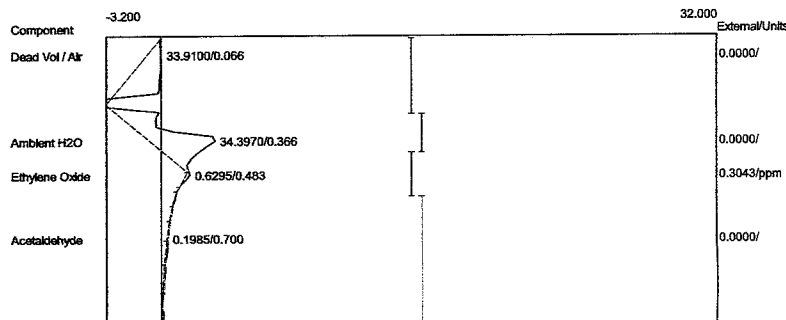 -3.200 32.000
Component External/Units
Dead Vol / Air 33.9100/0.066 0.0000/
Ambient H2O 34.3970/0.366 0.0000/
Ethylene Oxide 0.6295/0.483 0.3043/ppm
Acetaldehyde 0.1985/0.700 0.0000/